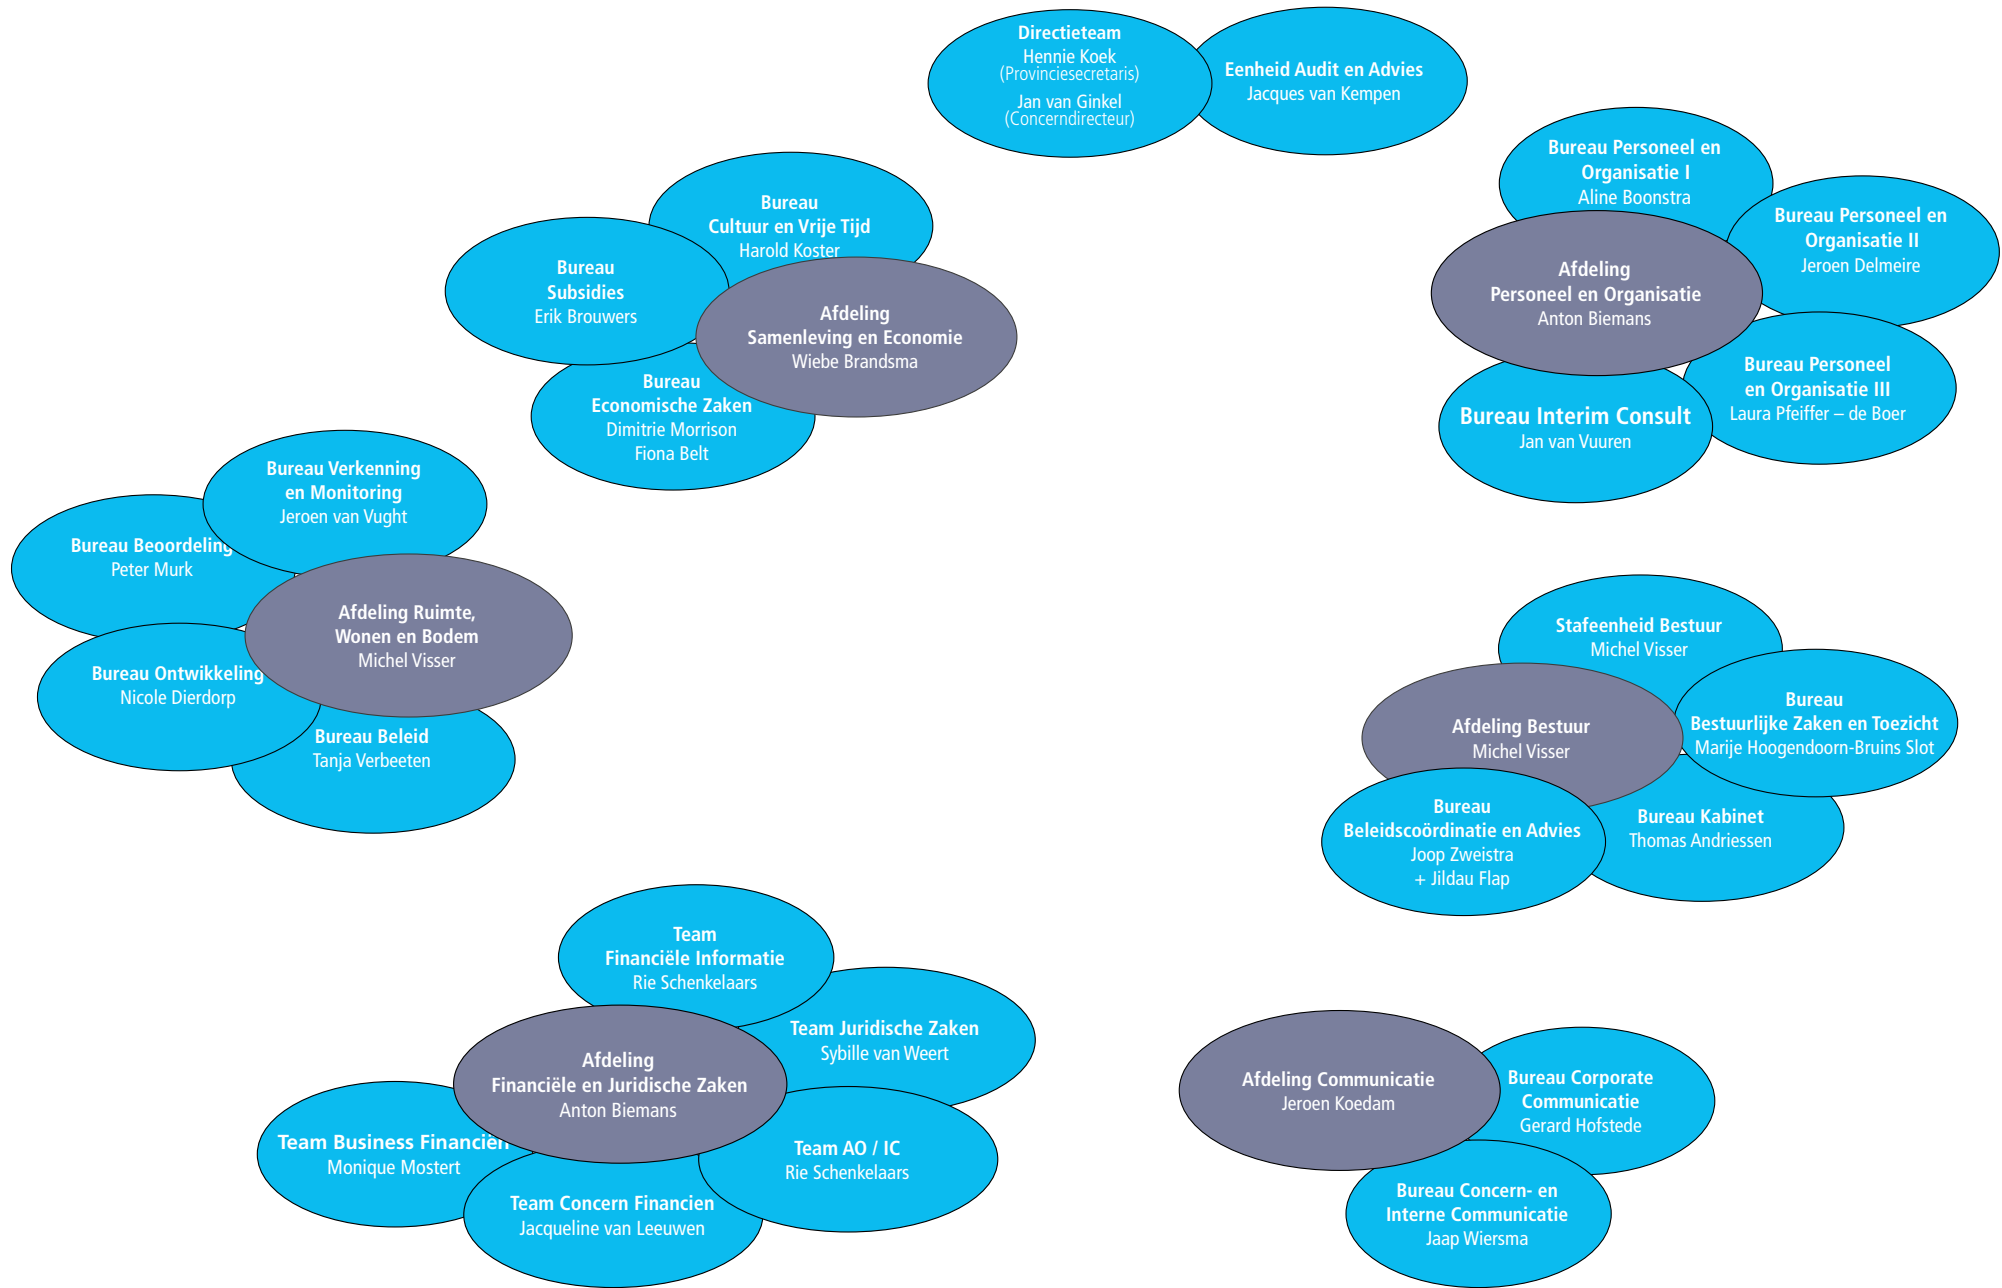 Directieteam
Hennie Koek
(Provinciesecretaris)
Jan van Ginkel
(Concerndirecteur)
Eenheid Audit en Advies
Jacques van Kempen
Bureau
Cultuur en Vrije Tijd
Harold Koster
Bureau
Subsidies
Erik Brouwers
Afdeling
Samenleving en Economie
Wiebe Brandsma
Bureau
Economische Zaken
Dimitrie Morrison
Fiona Belt
Bureau Personeel en
Organisatie I
Aline Boonstra
Bureau Personeel en
Organisatie II
Jeroen Delmeire
Afdeling
Personeel en Organisatie
Anton Biemans
Bureau Personeel
en Organisatie III
Laura Pfeiffer – de Boer
Bureau Interim Consult
Jan van Vuuren
Bureau Verkenning
en Monitoring
Jeroen van Vught
Bureau Beoordeling
Peter Murk
Afdeling Ruimte,
Wonen en Bodem
Michel Visser
Bureau Ontwikkeling
Nicole Dierdorp
Bureau Beleid
Tanja Verbeeten
Stafeenheid Bestuur
Michel Visser
Bureau
Bestuurlijke Zaken en Toezicht
Marije Hoogendoorn-Bruins Slot
Afdeling Bestuur
Michel Visser
Bureau
Beleidscoördinatie en Advies
Joop Zweistra
+ Jildau Flap
Bureau Kabinet
Thomas Andriessen
Team
Financiële Informatie
Rie Schenkelaars
Team Juridische Zaken
Sybille van Weert
Afdeling
Financiële en Juridische Zaken
Anton Biemans
Team Business Financiën
Monique Mostert
Team AO / IC
Rie Schenkelaars
Team Concern Financien
Jacqueline van Leeuwen
Afdeling Communicatie
Jeroen Koedam
Bureau Corporate
Communicatie
Gerard Hofstede
Bureau Concern- en
Interne Communicatie
Jaap Wiersma